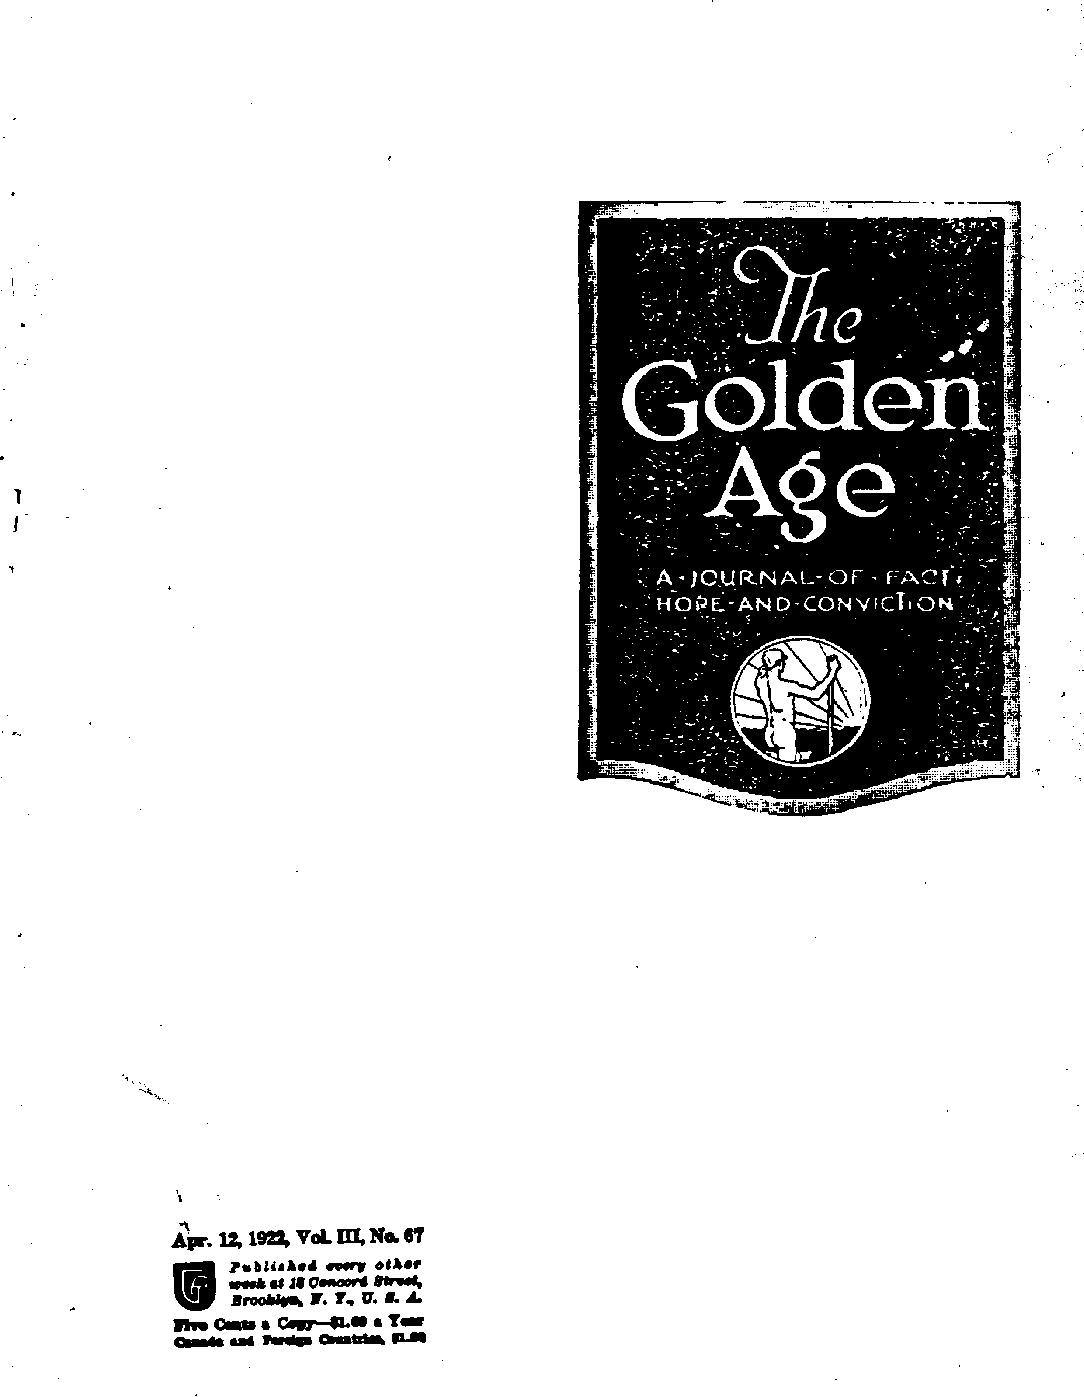 The
Golden
Age
A-JOURNAL-OF-FACT
HOPE-AND-CONVICTION
Apr. 12, 1922, Vol. III, No. 67
Published every other
week at 18 Concord Street,
Brooklyn, N. Y., U. S. A.
Five Cents a Copy—$1.00 a Year
Canada and Foreign Countries, $1.50